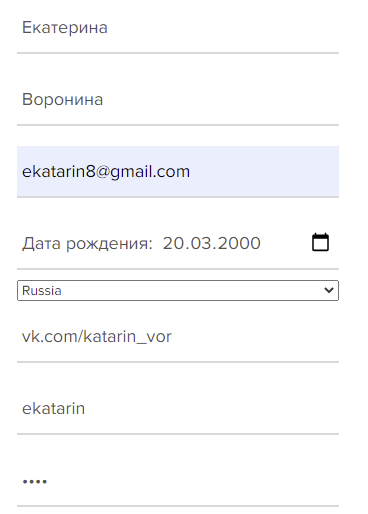 Екатерина
Воронина
ekatarin8@gmail.com
Дата рождения: 20.03.2000
Russia
vk.com/katarin_vor
ekatarin
••••